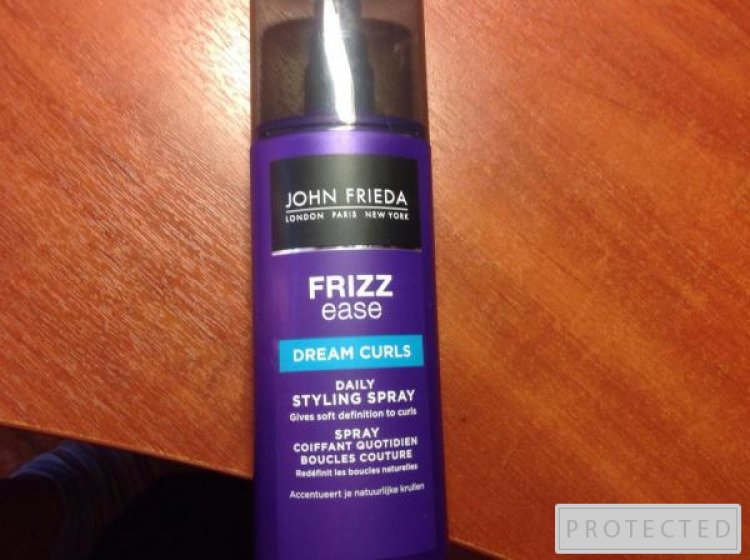 JOHN FRIEDA
LONDON PARIS NEW YORK
FRIZZ
ease
DREAM CURLS
DAILY
STYLING SPRAY
Gives soft definition to curls
SPRAY
COIFFANT QUOTIDIEN
BOUCLES COUTURE
Redéfinit les boucles naturelles
Accentueert je natuurlijke krullen
PROTECTED